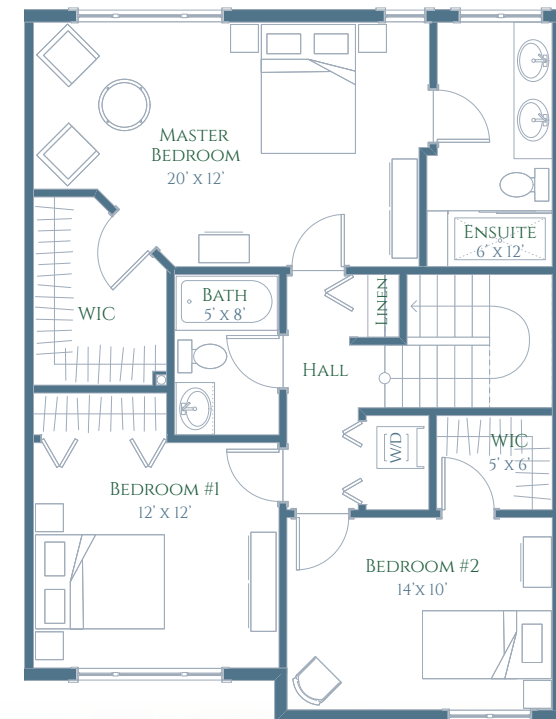 MASTER
BEDROOM
20' X 12'
ENSUITE
6' X 12'
BATH
5' X 8'
LINEN
WIC
HALL
W/D
WIC
5' X 6'
BEDROOM #1
12' X 12'
BEDROOM #2
14'X 10'